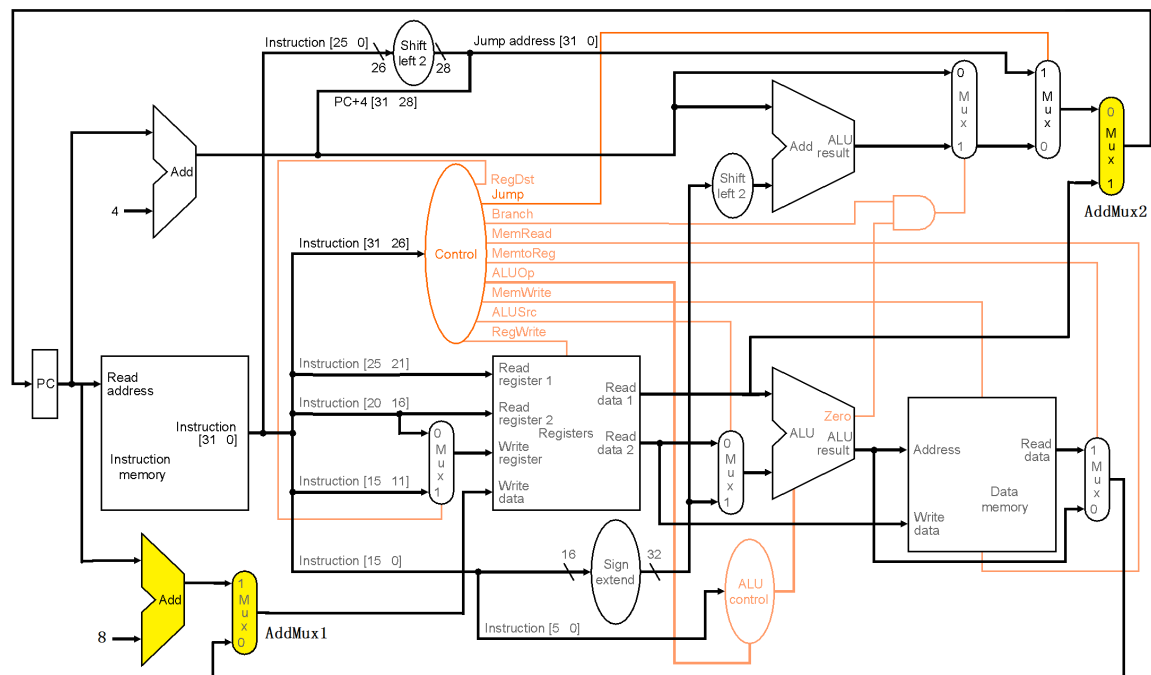 Instruction [25 0]
26
Shift
left 2
28
Jump address [31 0]
PC+4 [31 28]
Add
4
0
M
u
x
1
1
M
u
x
0
0
M
u
x
1
AddMux2
Add
ALU
result
Shift
left 2
RegDst
Jump
Branch
MemRead
MemtoReg
ALUOp
MemWrite
ALUSrc
RegWrite
Control
Instruction [31 26]
PC
Read
address
Instruction
[31 0]
Instruction
memory
Instruction [25 21]
Instruction [20 16]
Instruction [15 11]
0
M
u
x
1
Read
register 1
Read
register 2
Write
register
Write
data
Registers
Read
data 1
Read
data 2
0
M
u
x
1
Zero
ALU
ALU
result
Address
Write
data
Read
data
Data
memory
1
M
u
x
0
Instruction [15 0]
16
Sign
extend
32
ALU
control
Instruction [5 0]
Add
8
1
M
u
x
0
AddMux1